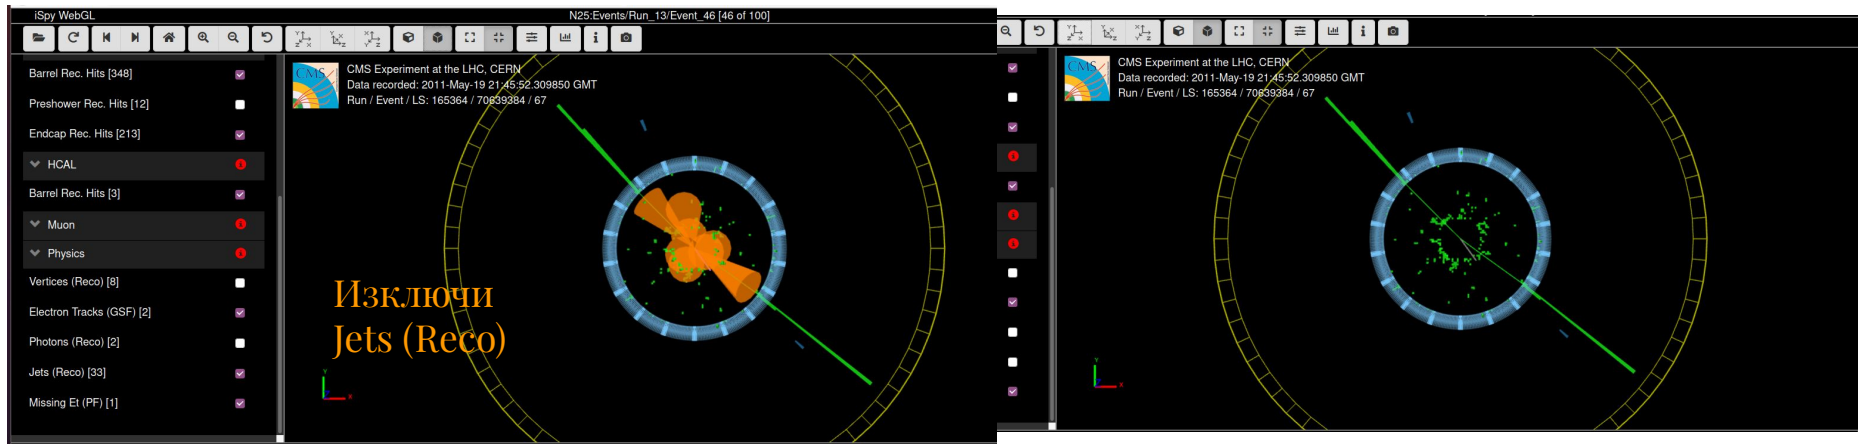 iSpy WebGL
N25:Events/Run_13/Event_46 [46 of 100]
Barrel Rec. Hits [348]
Preshower Rec. Hits [12]
Endcap Rec. Hits [213]
HCAL
Barrel Rec. Hits [3]
Muon
Physics
Vertices (Reco) [8]
Electron Tracks (GSF) [2]
Photons (Reco) [2]
Jets (Reco) [33]
Missing Et (PF) [1]
CMS
CMS Experiment at the LHC, CERN
Data recorded: 2011-May-19 21:45:52.309850 GMT
Run / Event / LS: 165364 / 70639384 / 67
Изключи
Jets (Reco)
CMS
CMS Experiment at the LHC, CERN
Data recorded: 2011-May-19 21:45:52.309850 GMT
Run / Event / LS: 165364 / 70639384 / 67